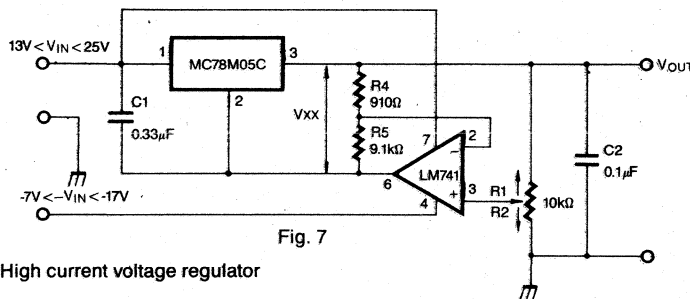 13V < VIN < 25V
1
MC78M05C
3
VOUT
2
C1
0.33μF
VXX
R4
910Ω
R5
9.1kΩ
7
2
−
LM741
6
+
3
4
R1
R2
10kΩ
C2
0.1μF
-7V<-VIN<-17V
Fig. 7
High current voltage regulator